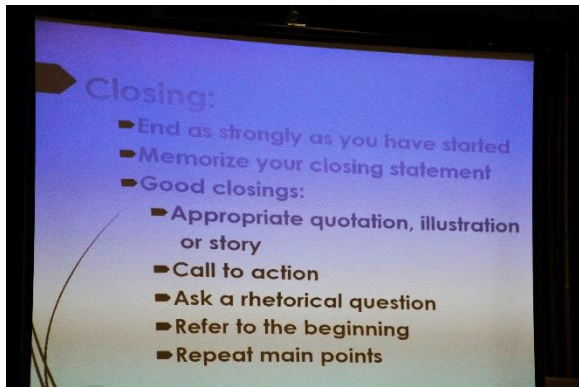 Closing:
End as strongly as you have started
Memorize your closing statement
Good closings:
Appropriate quotation, illustration
or story
Call to action
Ask a rhetorical question
Refer to the beginning
Repeat main points